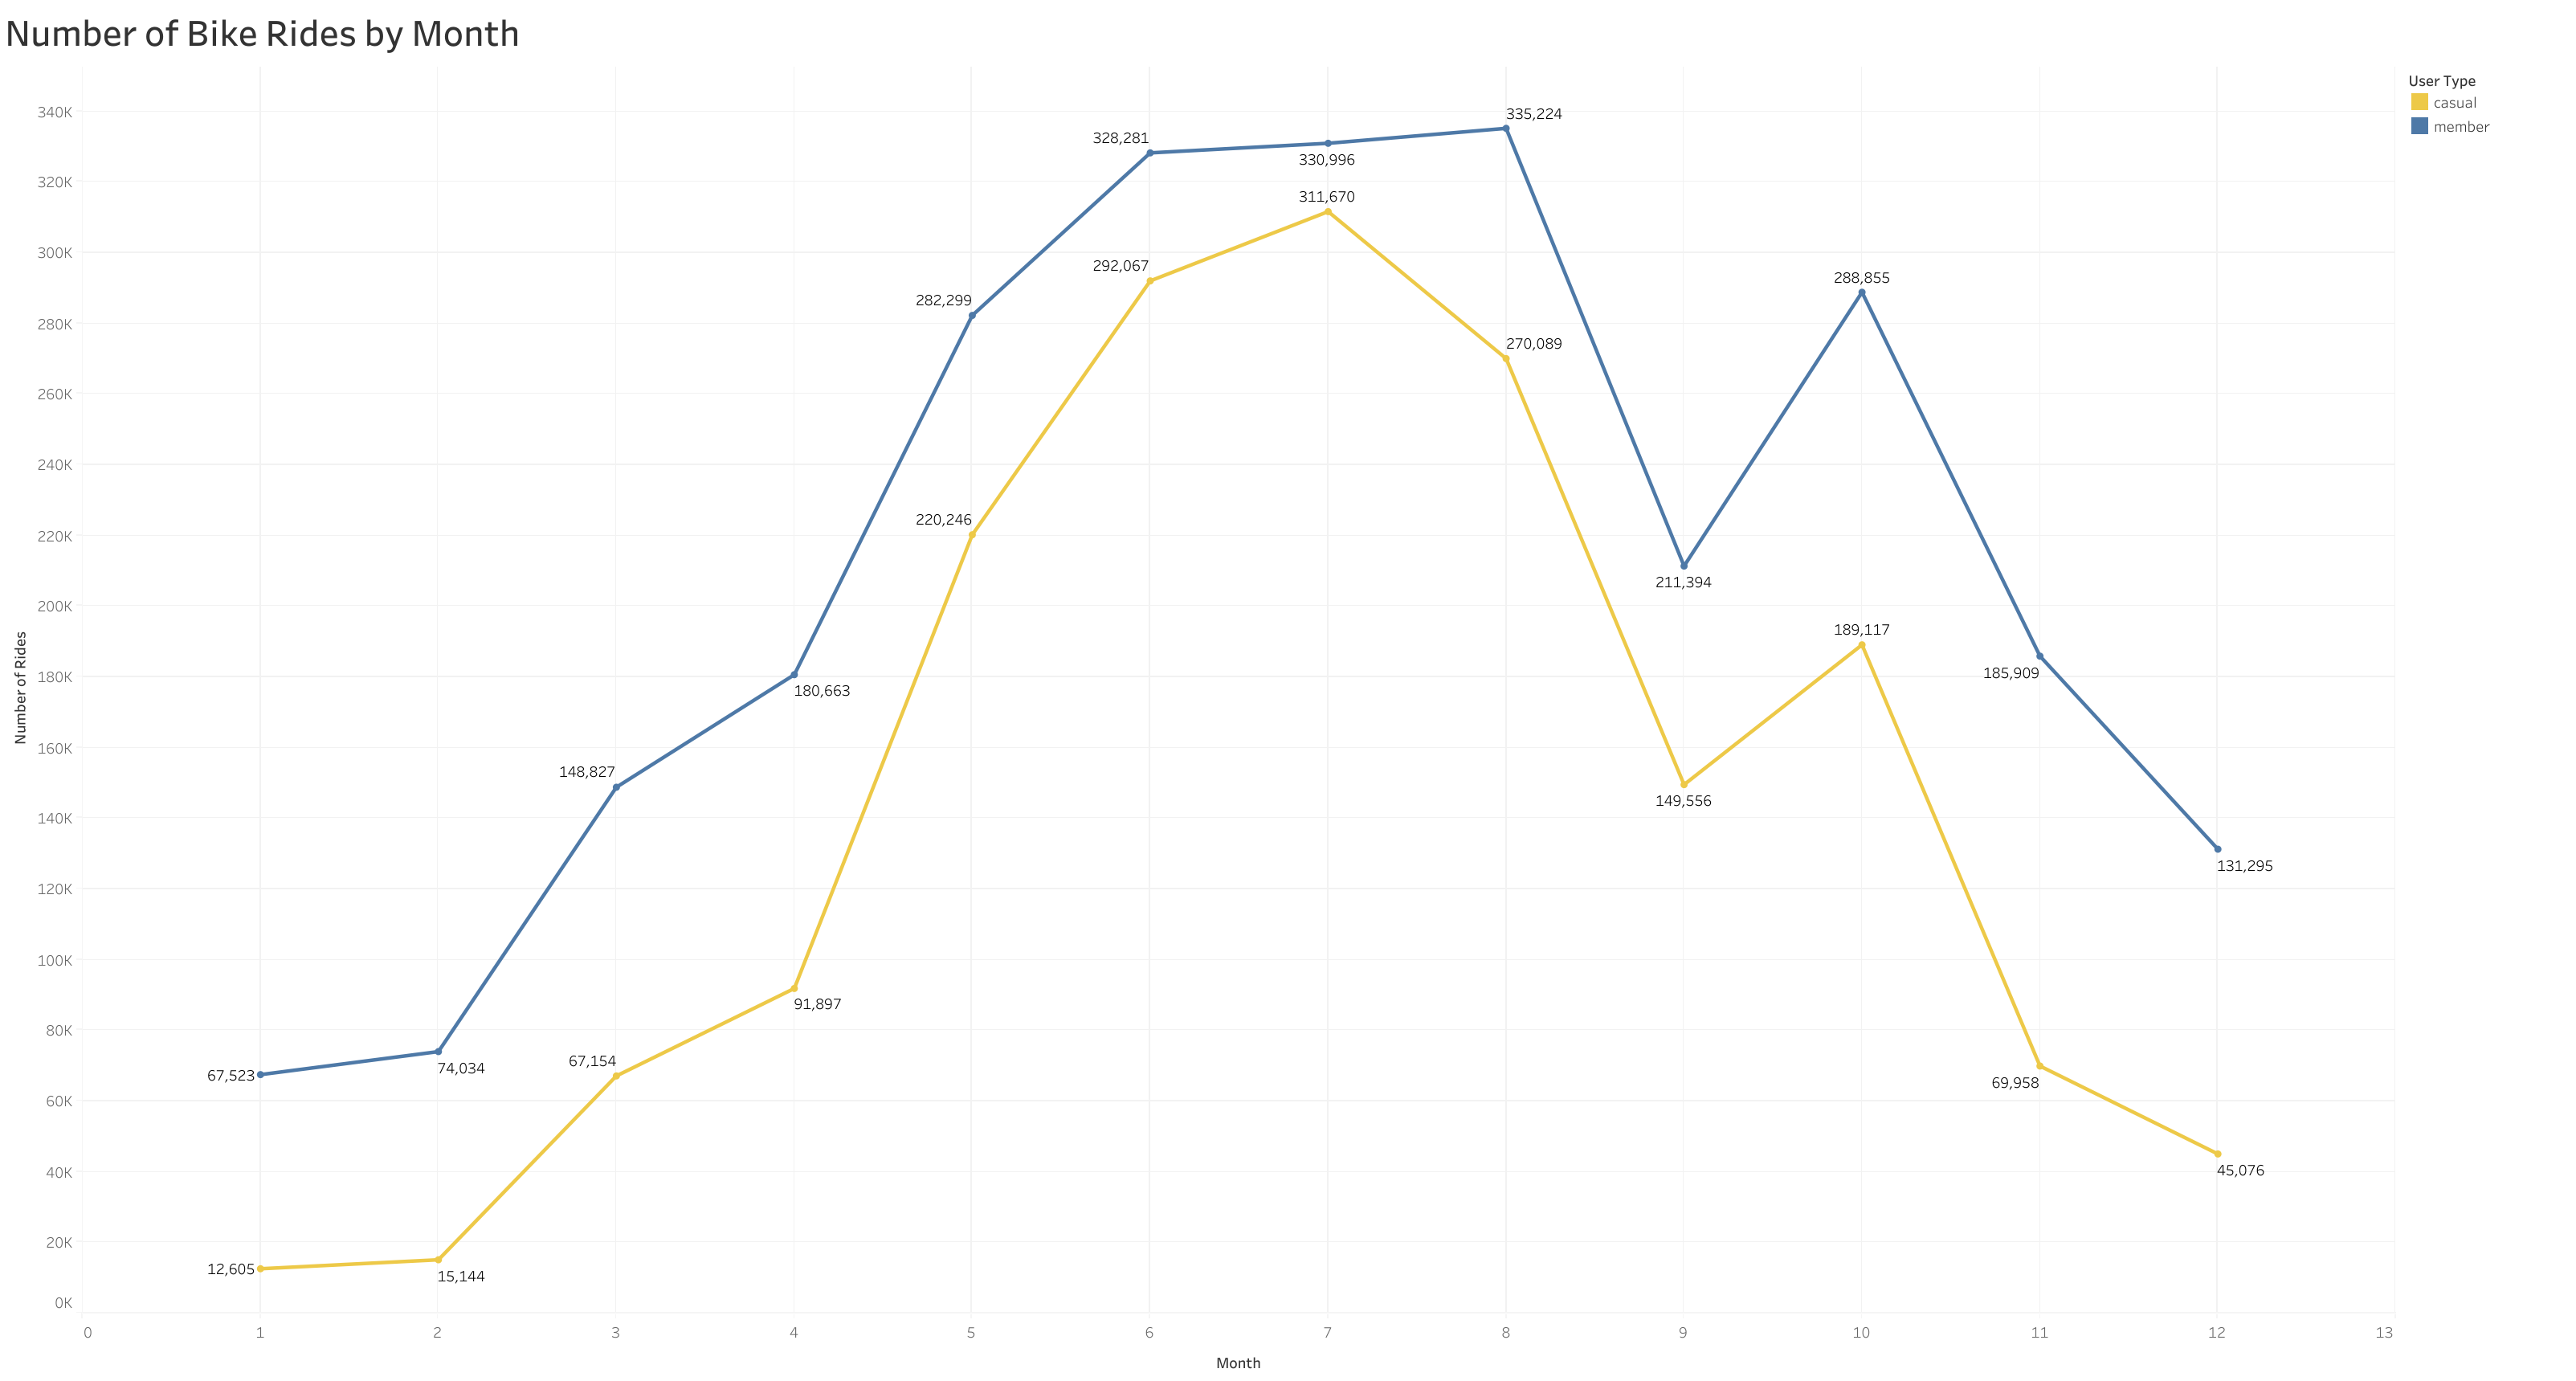 Number of Bike Rides by Month
User Type
casual
member
340K
320K
300K
280K
260K
240K
220K
200K
180K
160K
140K
120K
100K
80K
60K
40K
20K
0K
Number of Rides
335,224
328,281
330,996
311,670
292,067
288,855
282,299
270,089
220,246
211,394
189,117
180,663
185,909
148,827
149,556
131,295
91,897
67,154
67,523
74,034
69,958
45,076
12,605
15,144
0 1 2 3 4 5 6 7 8 9 10 11 12 13
Month